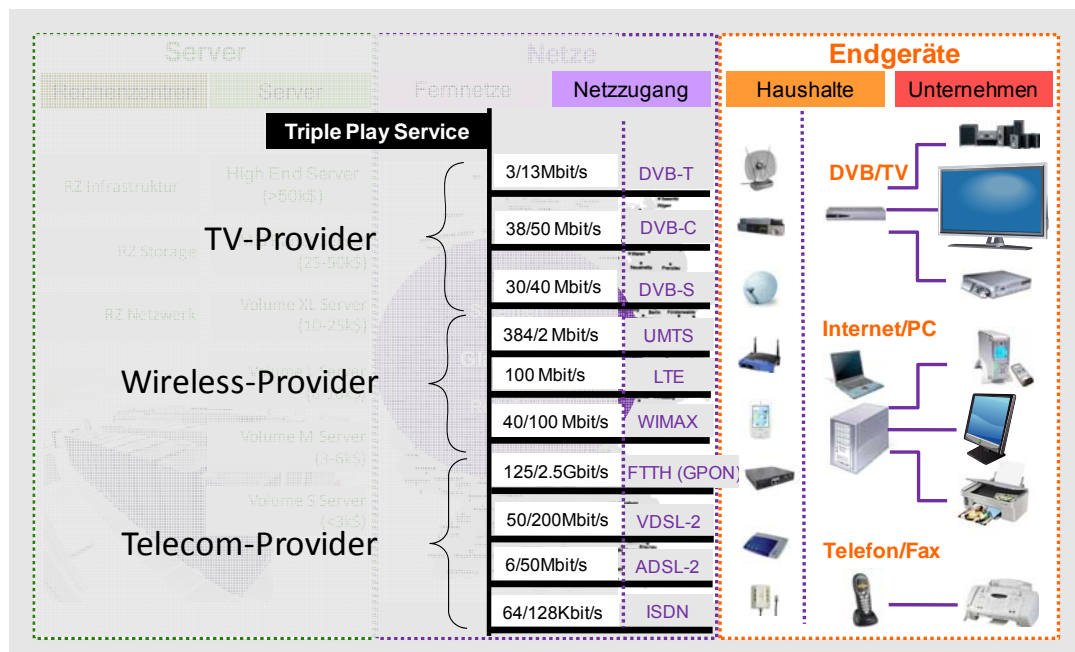 Server
Netze
Endgeräte
Rechenzentren
Server
Fernnetze
Netzzugang
Haushalte
Unternehmen
Triple Play Service
3/13Mbit/s
DVB-T
DVB/TV
RZ Infrastruktur
High End Server
(>50k$)
TV-Provider
38/50 Mbit/s
DVB-C
RZ Storage
(25-50k$)
30/40 Mbit/s
DVB-S
RZ Netzwerk
Volume XL Server
(10-25k$)
384/2 Mbit/s
UMTS
Internet/PC
Wireless-Provider
100 Mbit/s
LTE
40/100 Mbit/s
WIMAX
Volume M Server
(3-6k$)
125/2.5Gbit/s
FTTH (GPON)
Volume S Server
(<3k$)
50/200Mbit/s
VDSL-2
Telecom-Provider
6/50Mbit/s
ADSL-2
Telefon/Fax
64/128Kbit/s
ISDN